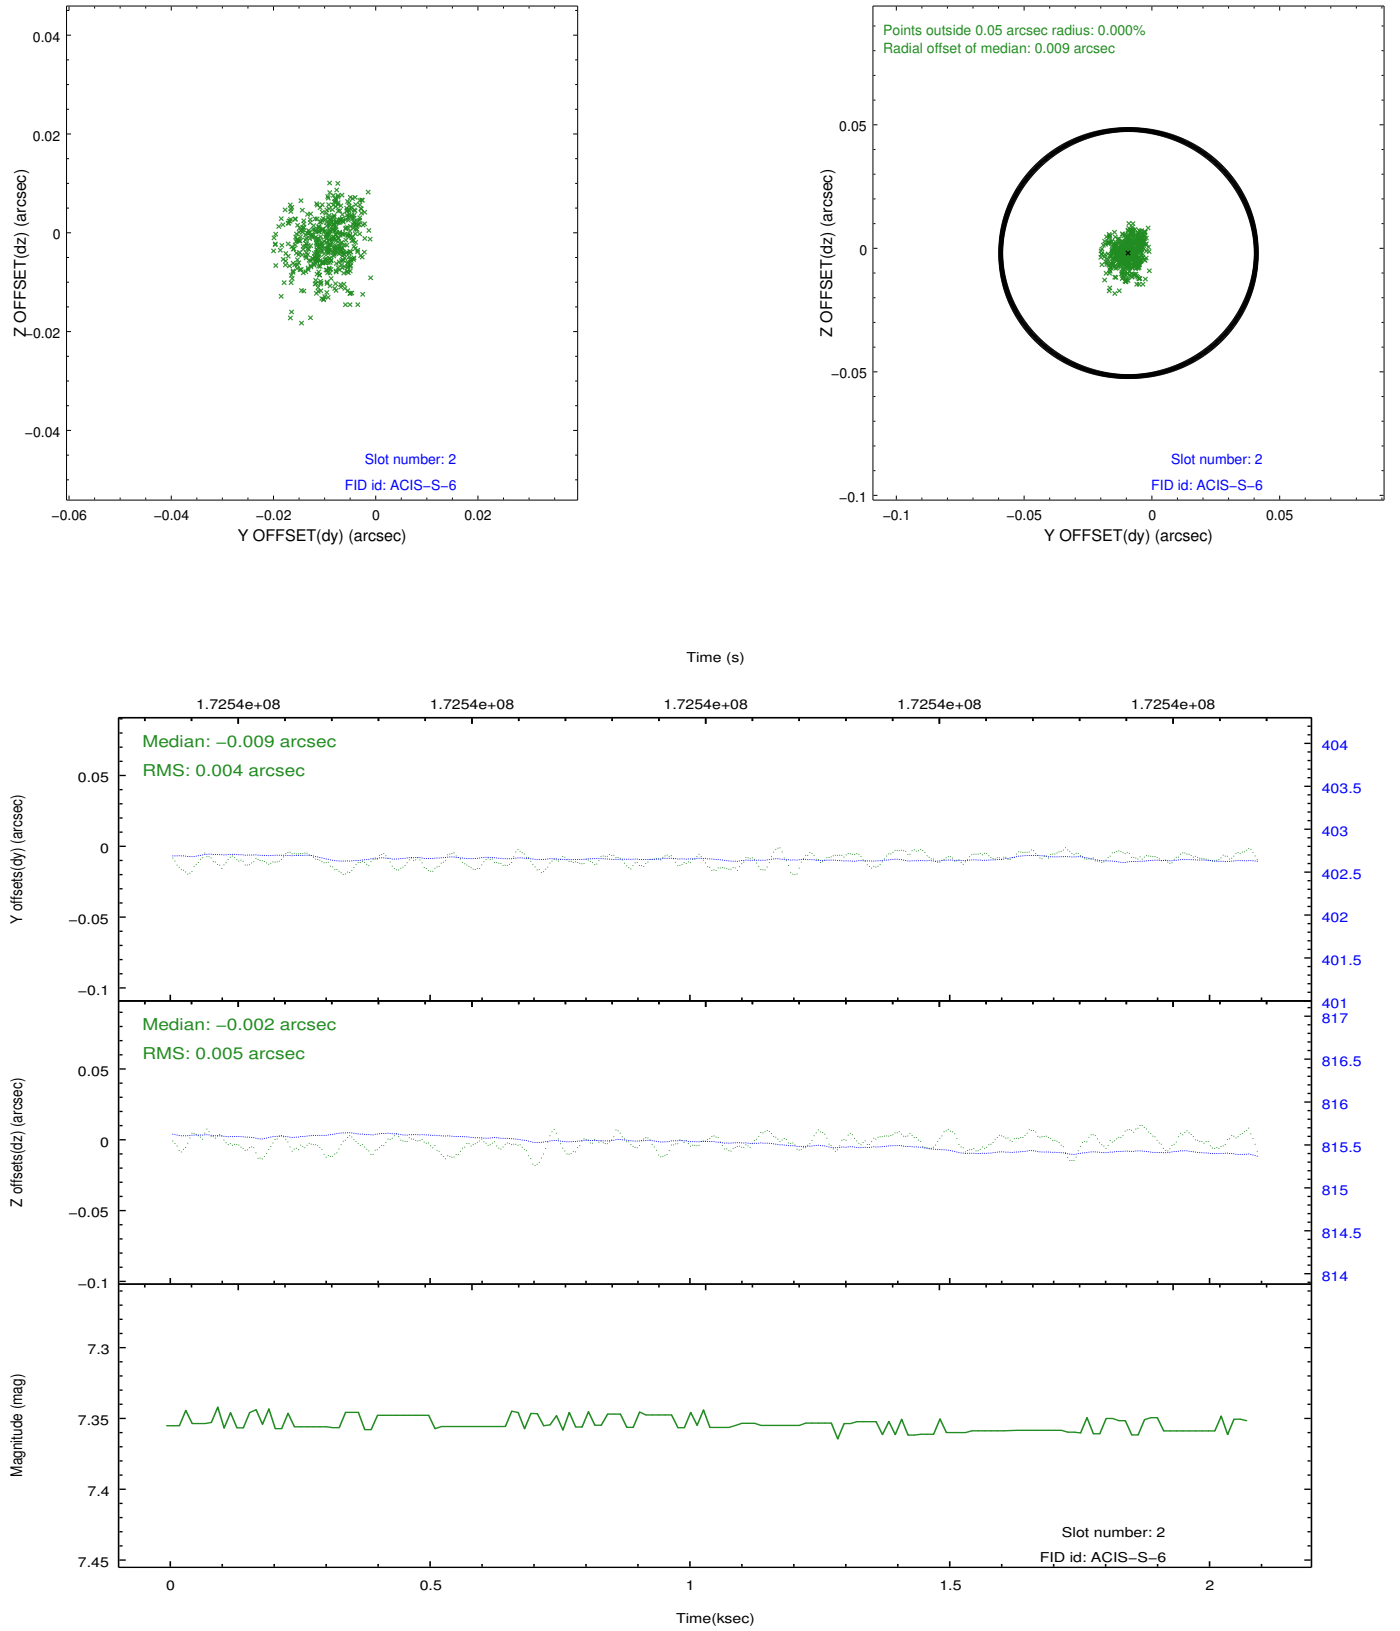 0.04
0.02
0
−0.02
−0.04
Z OFFSET(dz) (arcsec)
Slot number: 2
FID id: ACIS−S−6
−0.06
−0.04
−0.02
0
0.02
Y OFFSET(dy) (arcsec)
Points outside 0.05 arcsec radius: 0.000%
Radial offset of median: 0.009 arcsec
0.05
0
−0.05
−0.1
Z OFFSET(dz) (arcsec)
Slot number: 2
FID id: ACIS−S−6
−0.1
−0.05
0
0.05
Y OFFSET(dy) (arcsec)
Time (s)
1.7254e+08
1.7254e+08
1.7254e+08
1.7254e+08
1.7254e+08
Median: −0.009 arcsec
RMS: 0.004 arcsec
0.05
0
−0.05
−0.1
Y offsets(dy) (arcsec)
404
403.5
403
402.5
402
401.5
401
Median: −0.002 arcsec
RMS: 0.005 arcsec
0.05
0
−0.05
−0.1
Z offsets(dz) (arcsec)
817
816.5
816
815.5
815
814.5
814
7.3
7.35
7.4
7.45
Magnitude (mag)
Slot number: 2
FID id: ACIS−S−6
0
0.5
1
1.5
2
Time(ksec)